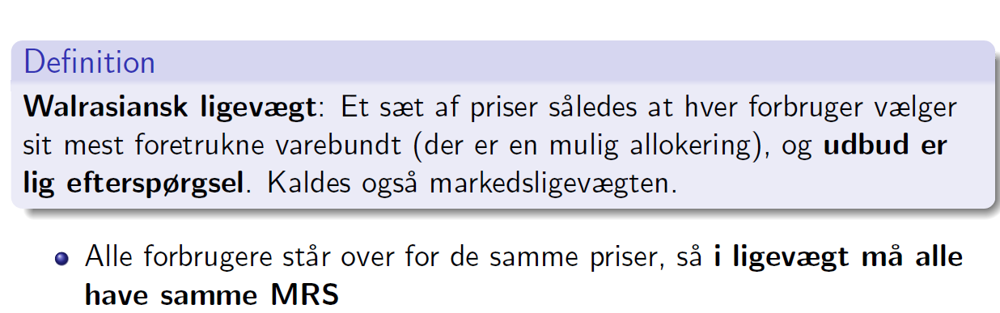 Definition
Walrasiansk ligevægt: Et sæt af priser således at hver forbruger vælger
sit mest foretrukne varebundt (der er en mulig allokering), og udbud er
lig efterspørgsel. Kaldes også markedsligevægten.
Alle forbrugere står over for de samme priser, så i ligevægt må alle
have samme MRS